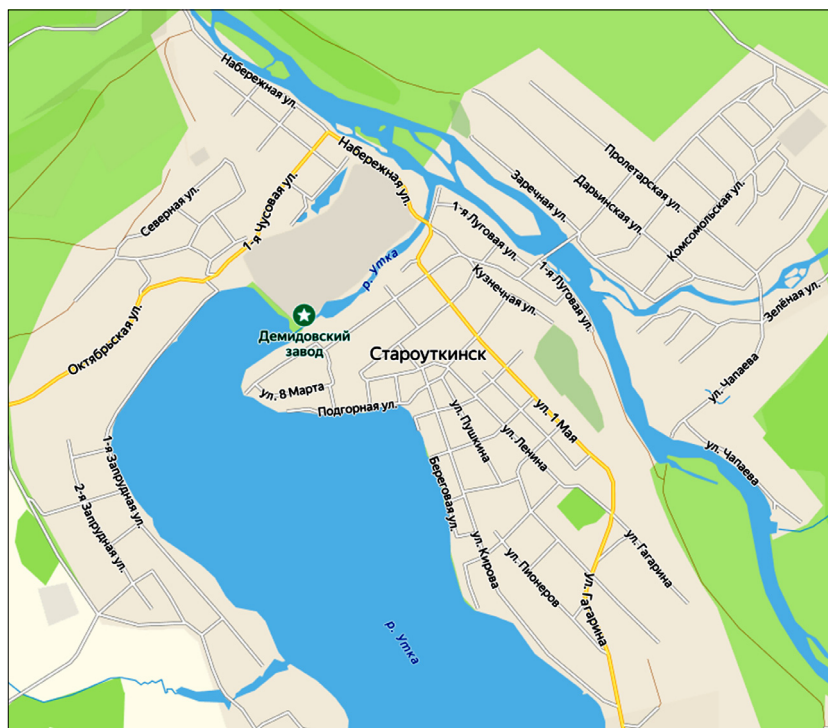 Набережная ул.
Набережная ул.
Пролетарская ул.
Заречная ул.
Дарьинская ул.
1-я Чусовая ул.
Северная ул.
Комсомольская ул.
1-я Луговая ул.
р. Утка
Кузнечная ул.
1-я Луговая ул.
Зелёная ул.
Октябрьская ул.
Демидовский
завод
Староуткинск
ул. Чапаева
ул. 8 Марта
Подгорная ул.
ул. 1 Мая
ул. Пушкина
ул. Ленина
ул. Чапаева
1-я Запрудная ул.
2-я Запрудная ул.
Береговая ул.
ул. Кирова
ул. Пионеров
ул. Гагарина
ул. Гагарина
р. Утка